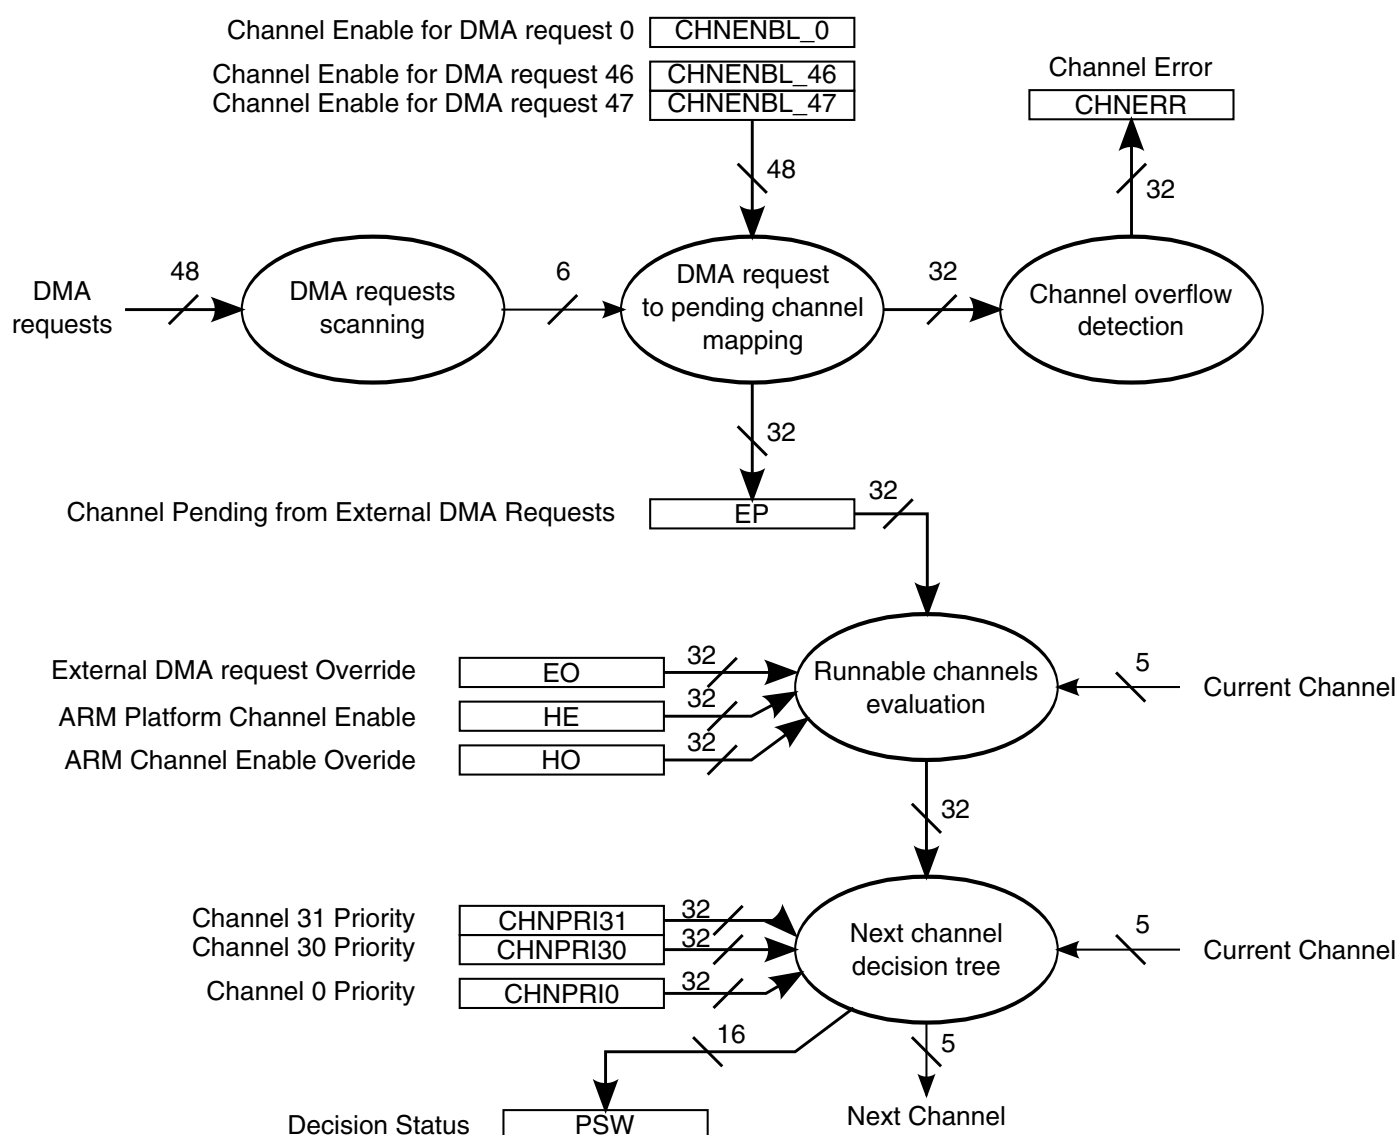 Channel Enable for DMA request 0 CHNENBL_0
Channel Enable for DMA request 46 CHNENBL_46
Channel Enable for DMA request 47 CHNENBL_47
Channel Error
CHNERR
48
32
DMA
requests
48
DMA requests
scanning
6
DMA request
to pending channel
mapping
32
Channel overflow
detection
32
Channel Pending from External DMA Requests EP 32
External DMA request Override EO 32
ARM Platform Channel Enable HE 32
ARM Channel Enable Overide HO 32
Runnable channels
evaluation
5
Current Channel
32
Channel 31 Priority CHNPRI31 32
Channel 30 Priority CHNPRI30 32
Channel 0 Priority CHNPRI0 32
Next channel
decision tree
5
Current Channel
16
5
Decision Status PSW
Next Channel